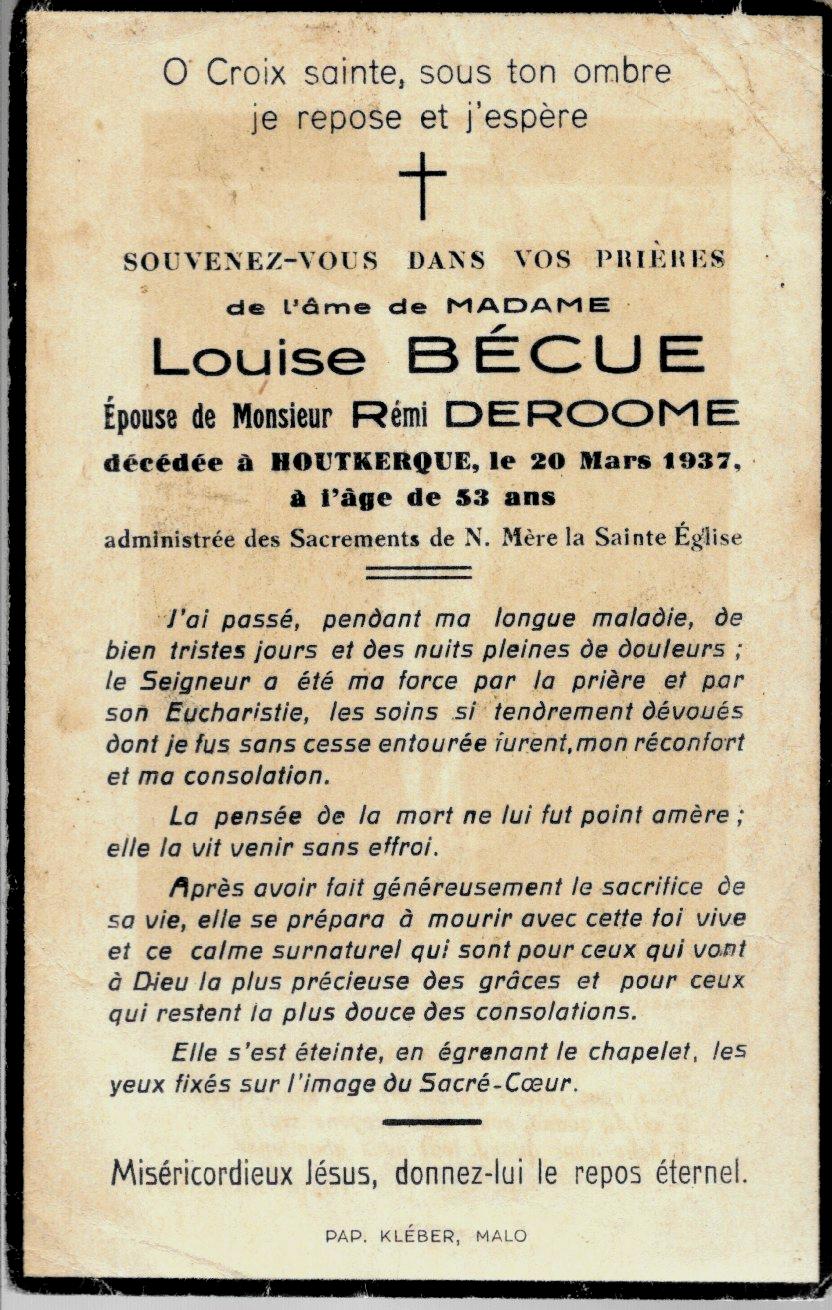 O Croix sainte, sous ton ombre
je repose et j'espère
SOUVENEZ-VOUS DANS VOS PRIÈRES
de l'âme de MADAME
Louise BÉCUE
Épouse de Monsieur Rémi DEROOME
décédée à HOUTKERQUE, le 20 Mars 1937,
à l'âge de 53 ans
administrée des Sacrements de N. Mère la Sainte Église
J'ai passé, pendant ma longue maladie, de
bien tristes jours et des nuits pleines de douleurs ;
le Seigneur a été ma force par la prière et par
son Eucharistie, les soins si tendrement dévoués
dont je fus sans cesse entourée furent, mon réconfort
et ma consolation.
La pensée de la mort ne lui fut point amère ;
elle la vit venir sans effroi.
Après avoir fait généreusement le sacrifice de
sa vie, elle se prépara à mourir avec cette foi vive
et ce calme surnaturel qui sont pour ceux qui vont
à Dieu la plus précieuse des grâces et pour ceux
qui restent la plus douce des consolations.
Elle s'est éteinte, en égrenant le chapelet, les
yeux fixés sur l'image du Sacré-Cœur.
Miséricordieux Jésus, donnez-lui le repos éternel.
PAP. KLÉBER, MALO